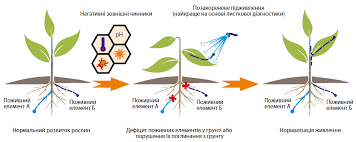 Негативні зовнішні чинники
Позакореневе підживлення
(найкраще на основі листкової діагностики)
pH
Поживний
елемент А
Поживний
елемент Б
Поживний
елемент А
Поживний
елемент Б
Поживний
елемент А
Поживний
елемент Б
Нормальний розвиток рослин
Дефіцит поживних елементів у ґрунті або
порушення їх поглинання з ґрунту
Нормалізація живлення